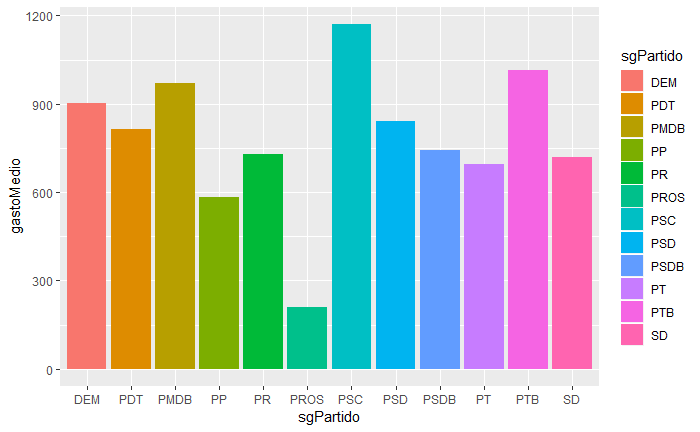 1200
900
600
300
0
gastoMedio
DEM PDT PMDB PP PR PROS PSC PSD PSDB PT PTB SD
sgPartido
sgPartido
DEM
PDT
PMDB
PP
PR
PROS
PSC
PSD
PSDB
PT
PTB
SD